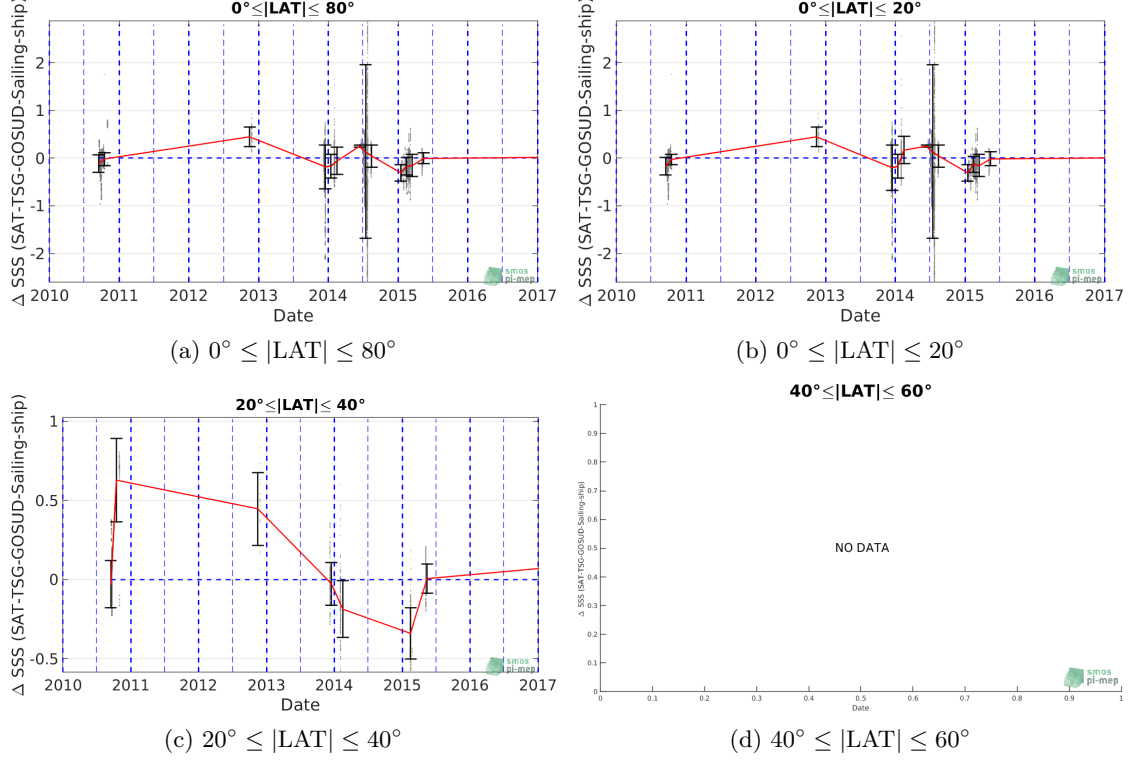 0°≤|LAT|≤ 80°
Δ SSS (SAT-TSG-GOSUD-Sailing-ship)
2
1
0
-1
-2
2010 2011 2012 2013 2014 2015 2016 2017
Date
smos
pi-mep
(a) 0° ≤ |LAT| ≤ 80°
0°≤|LAT|≤ 20°
Δ SSS (SAT-TSG-GOSUD-Sailing-ship)
2
1
0
-1
-2
2010 2011 2012 2013 2014 2015 2016 2017
Date
smos
pi-mep
(b) 0° ≤ |LAT| ≤ 20°
20°≤|LAT|≤ 40°
Δ SSS (SAT-TSG-GOSUD-Sailing-ship)
1
0.5
0
-0.5
2010 2011 2012 2013 2014 2015 2016 2017
Date
smos
pi-mep
(c) 20° ≤ |LAT| ≤ 40°
40°≤|LAT|≤ 60°
Δ SSS (SAT-TSG-GOSUD-Sailing-ship)
1
0.9
0.8
0.7
0.6
0.5
0.4
0.3
0.2
0.1
0
NO DATA
0 0.1 0.2 0.3 0.4 0.5 0.6 0.7 0.8 0.9 1
Date
smos
pi-mep
(d) 40° ≤ |LAT| ≤ 60°